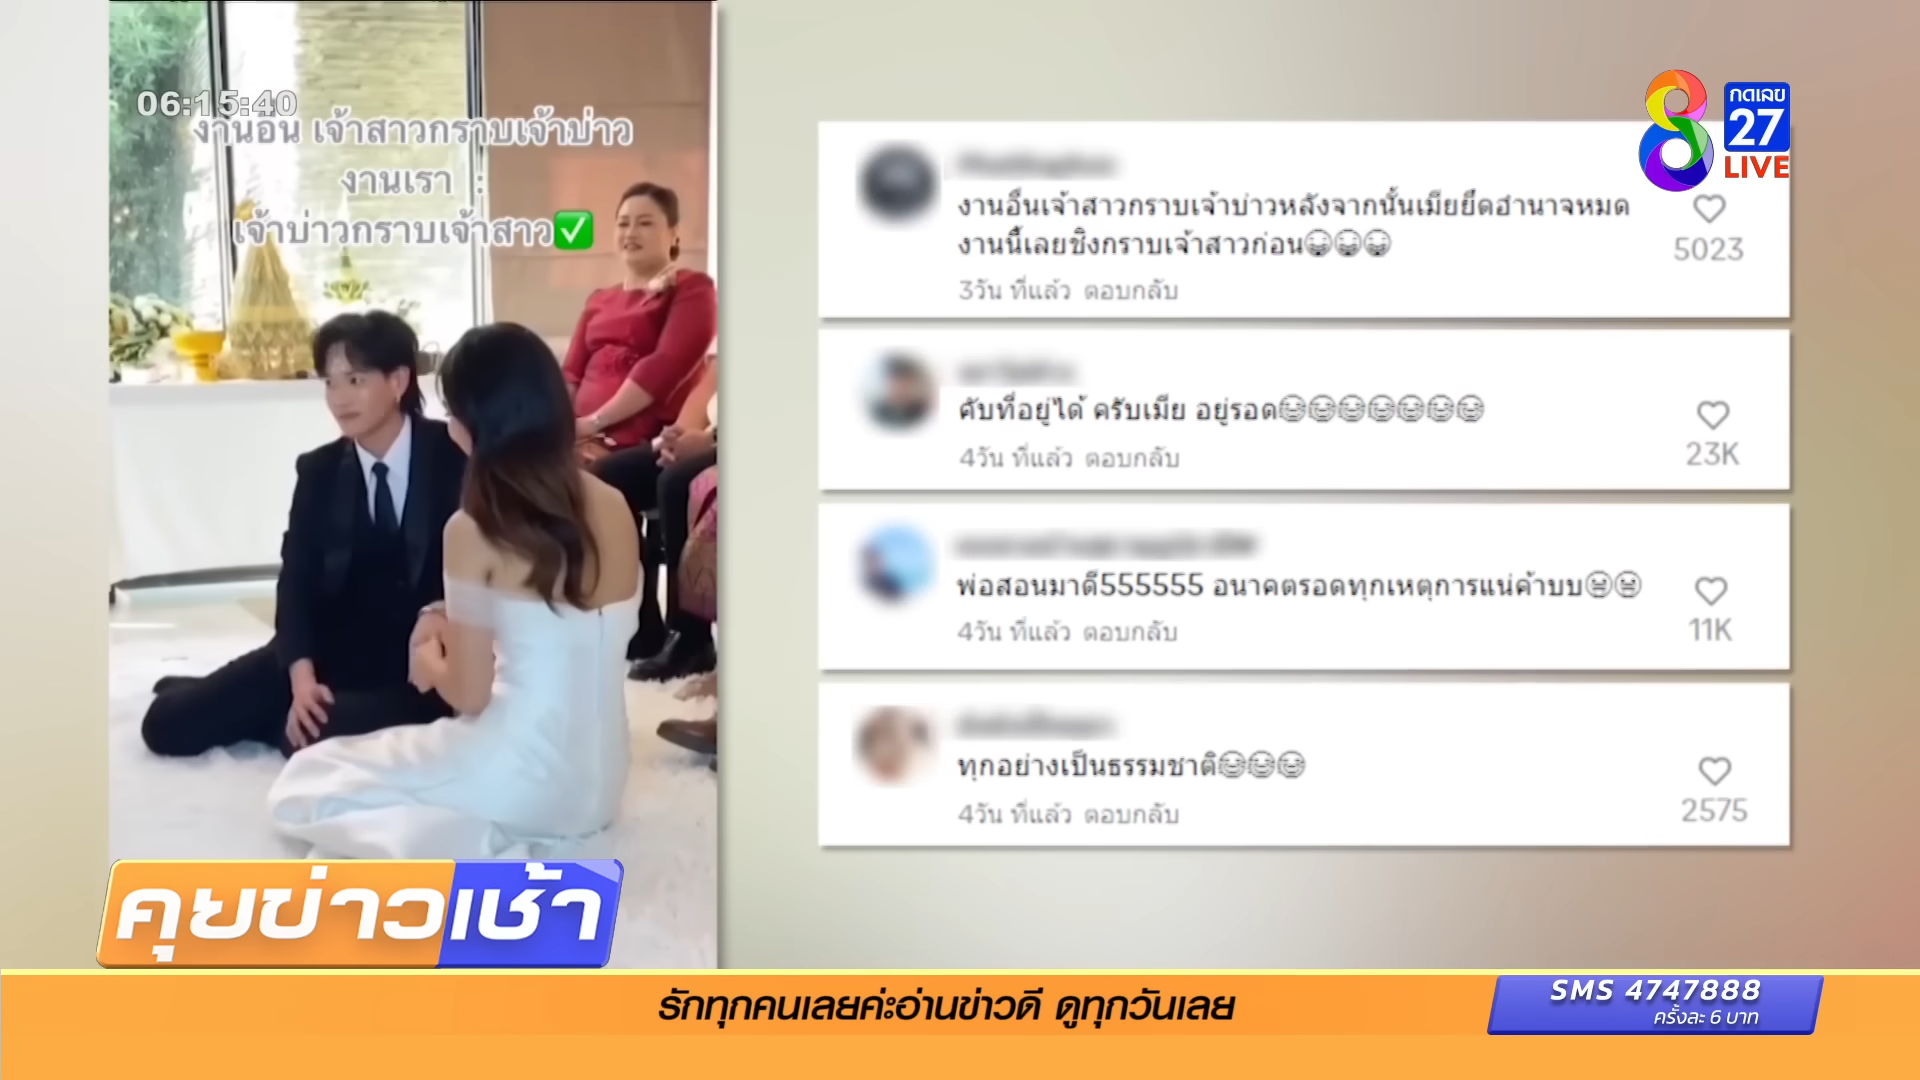 06:15:40
งานอื่น เจ้าสาวกราบเจ้าบ่าว
งานเรา :
เจ้าบ่าวกราบเจ้าสาว
กดเลข
27
LIVE
8
งานอื่นเจ้าสาวกราบเจ้าบ่าวหลังจากนั้นเมียยึดอำนาจหมด
งานนี้เลยชิงกราบเจ้าสาวก่อน
5023
3วัน ที่แล้ว ตอบกลับ
คับที่อยู่ได้ ครับเมีย อยู่รอด
23K
4วัน ที่แล้ว ตอบกลับ
พ่อสอนมาดี555555 อนาคตรอดทุกเหตุการแน่ค้าบบ
11K
4วัน ที่แล้ว ตอบกลับ
ทุกอย่างเป็นธรรมชาติ
2575
4วัน ที่แล้ว ตอบกลับ
คุยข่าวเช้า
รักทุกคนเลยค่ะอ่านข่าวดี ดูทุกวันเลย
SMS 4747888
ครั้งละ 6 บาท